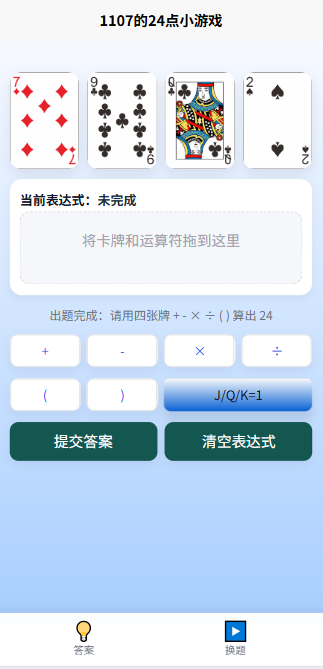 1107的24点小游戏
7 9 Q 2
7 9 Q 2
当前表达式：未完成
将卡牌和运算符拖到这里
出题完成：请用四张牌 + - × ÷ ( ) 算出 24
+ - × ÷
( ) J/Q/K=1
提交答案 清空表达式
答案 换题